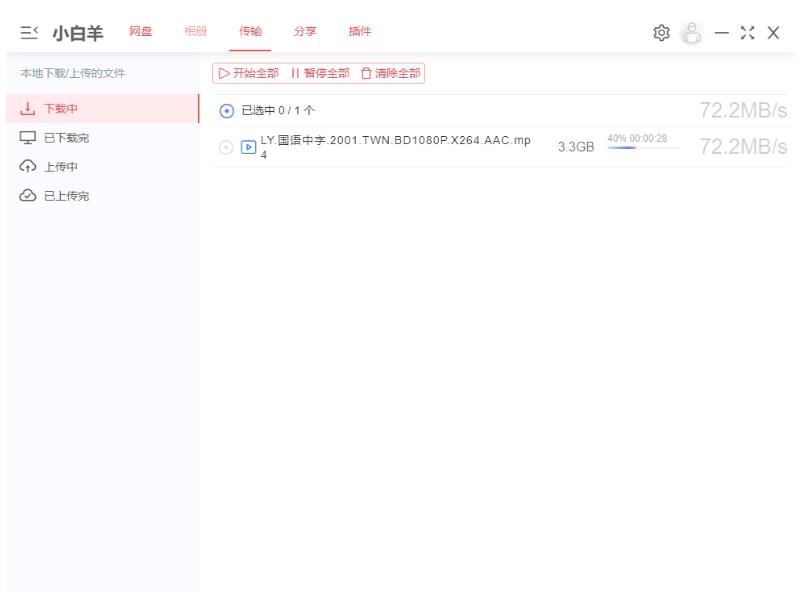 小白羊
网盘
相册
传输
分享
插件
本地下载/上传的文件
下载中
已下载完
上传中
已上传完
开始全部 暂停全部 清除全部
已选中 0 / 1 个
72.2MB/s
LY.国语中字.2001.TWN.BD1080P.X264.AAC.mp
4
3.3GB
40% 00:00:28
72.2MB/s